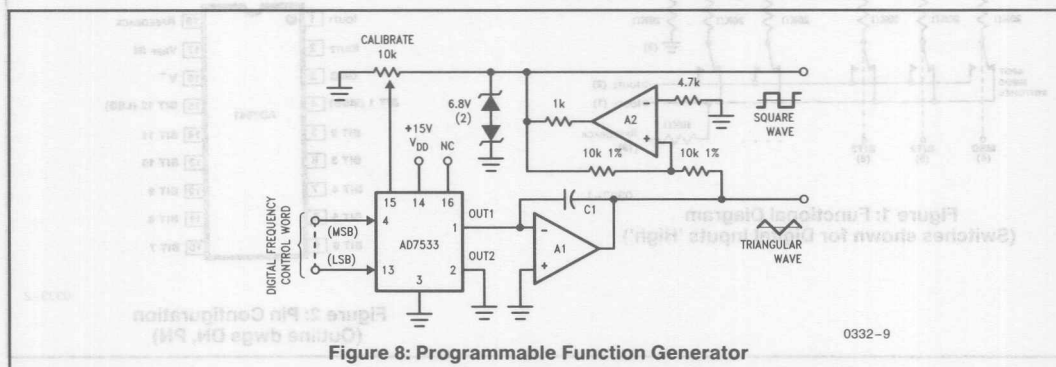 CALIBRATE
10k
6.8V
(2)
1k
A2
4.7k
SQUARE
WAVE
+15V
VDD
NC
10k 1%
10k 1%
15
14
16
OUT1
C1
DIGITAL FREQUENCY
CONTROL WORD
(MSB)
4
AD7533
1
A1
TRIANGULAR
WAVE
(LSB)
13
OUT2
2
3
0332-9
Figure 8: Programmable Function Generator
Figure 1: Functional Diagram
(Switches shown for Digital Inputs 'High')
Figure 2: Pin Configuration
(Outline dwgs DN, PN)